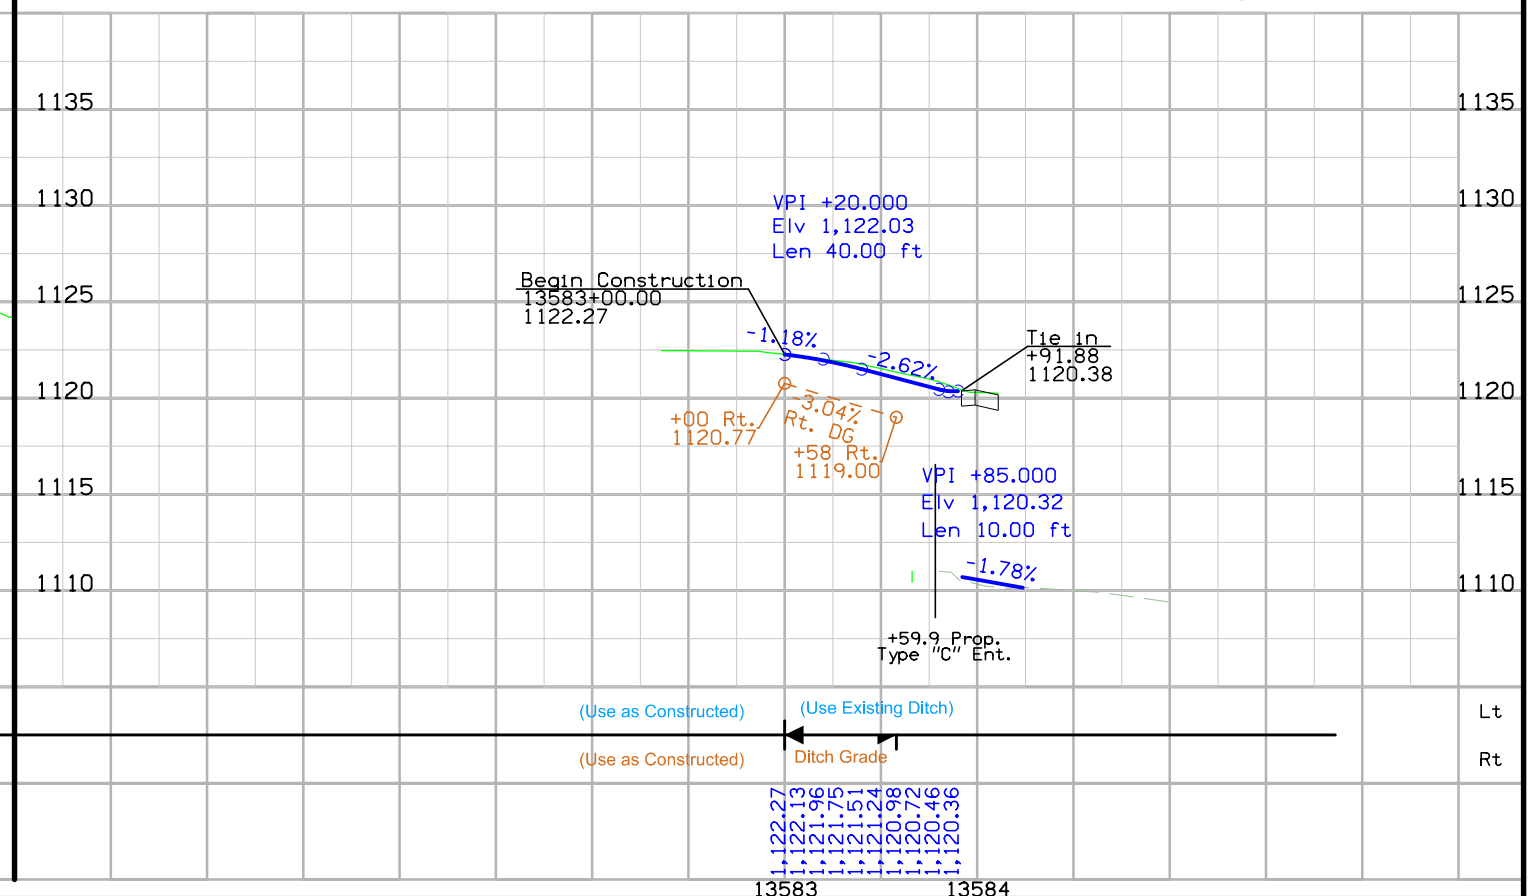 1135
1135
1130
1130
VPI +20.000
Elv 1,122.03
Len 40.00 ft
Begin Construction
13583+00.00
1122.27
1125
1125
-1.18%
-2.62%
Tie in
+91.88
1120.38
1120
1120
-3.04%
Rt. DG
+00 Rt.
1120.77
+58 Rt.
1119.00
1115
1115
VPI +85.000
Elv 1,120.32
Len 10.00 ft
-1.78%
1110
1110
+59.9 Prop.
Type "C" Ent.
(Use as Constructed)
(Use Existing Ditch)
Lt
(Use as Constructed)
Ditch Grade
Rt
1,122.27
1,122.13
1,121.96
1,121.75
1,121.51
1,121.24
1,120.98
1,120.72
1,120.46
1,120.36
13583
13584